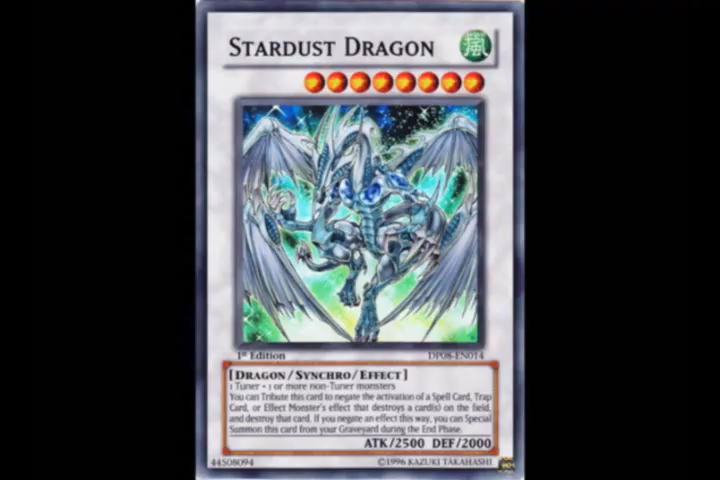 STARDUST DRAGON
風
1st Edition
DP08-EN014
[DRAGON/SYNCHRO/EFFECT]
1 Tuner + 1 or more non-Tuner monsters
You can Tribute this card to negate the activation of a Spell Card, Trap
Card, or Effect Monster's effect that destroys a card(s) on the field,
and destroy that card. If you negate an effect this way, you can Special
Summon this card from your Graveyard during the End Phase.
ATK/2500 DEF/2000
44508094
©1996 KAZUKI TAKAHASHI